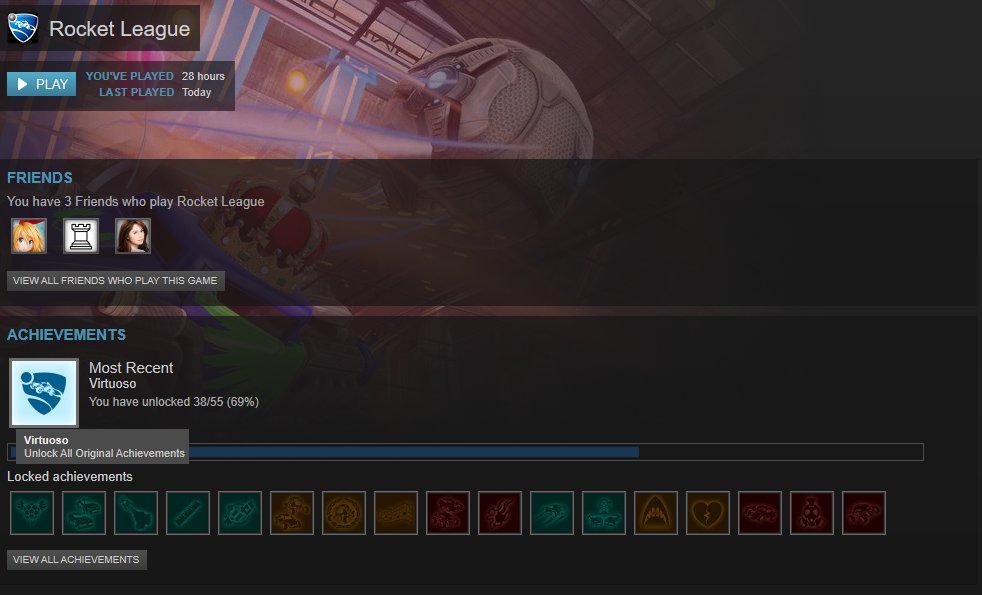 Rocket League
PLAY
YOU'VE PLAYED 28 hours
LAST PLAYED Today
FRIENDS
You have 3 Friends who play Rocket League
VIEW ALL FRIENDS WHO PLAY THIS GAME
ACHIEVEMENTS
Most Recent
Virtuoso
You have unlocked 38/55 (69%)
Virtuoso
Unlock All Original Achievements
Locked achievements
VIEW ALL ACHIEVEMENTS